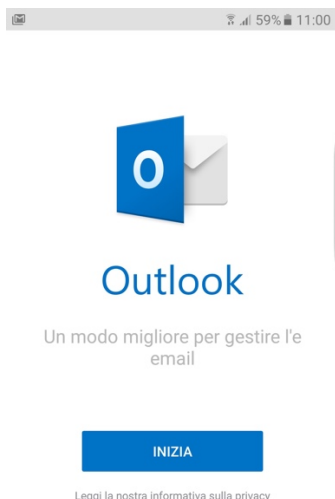 59% 11:00
O
Outlook
Un modo migliore per gestire l'e
email
INIZIA
Leggi la nostra informativa sulla privacy